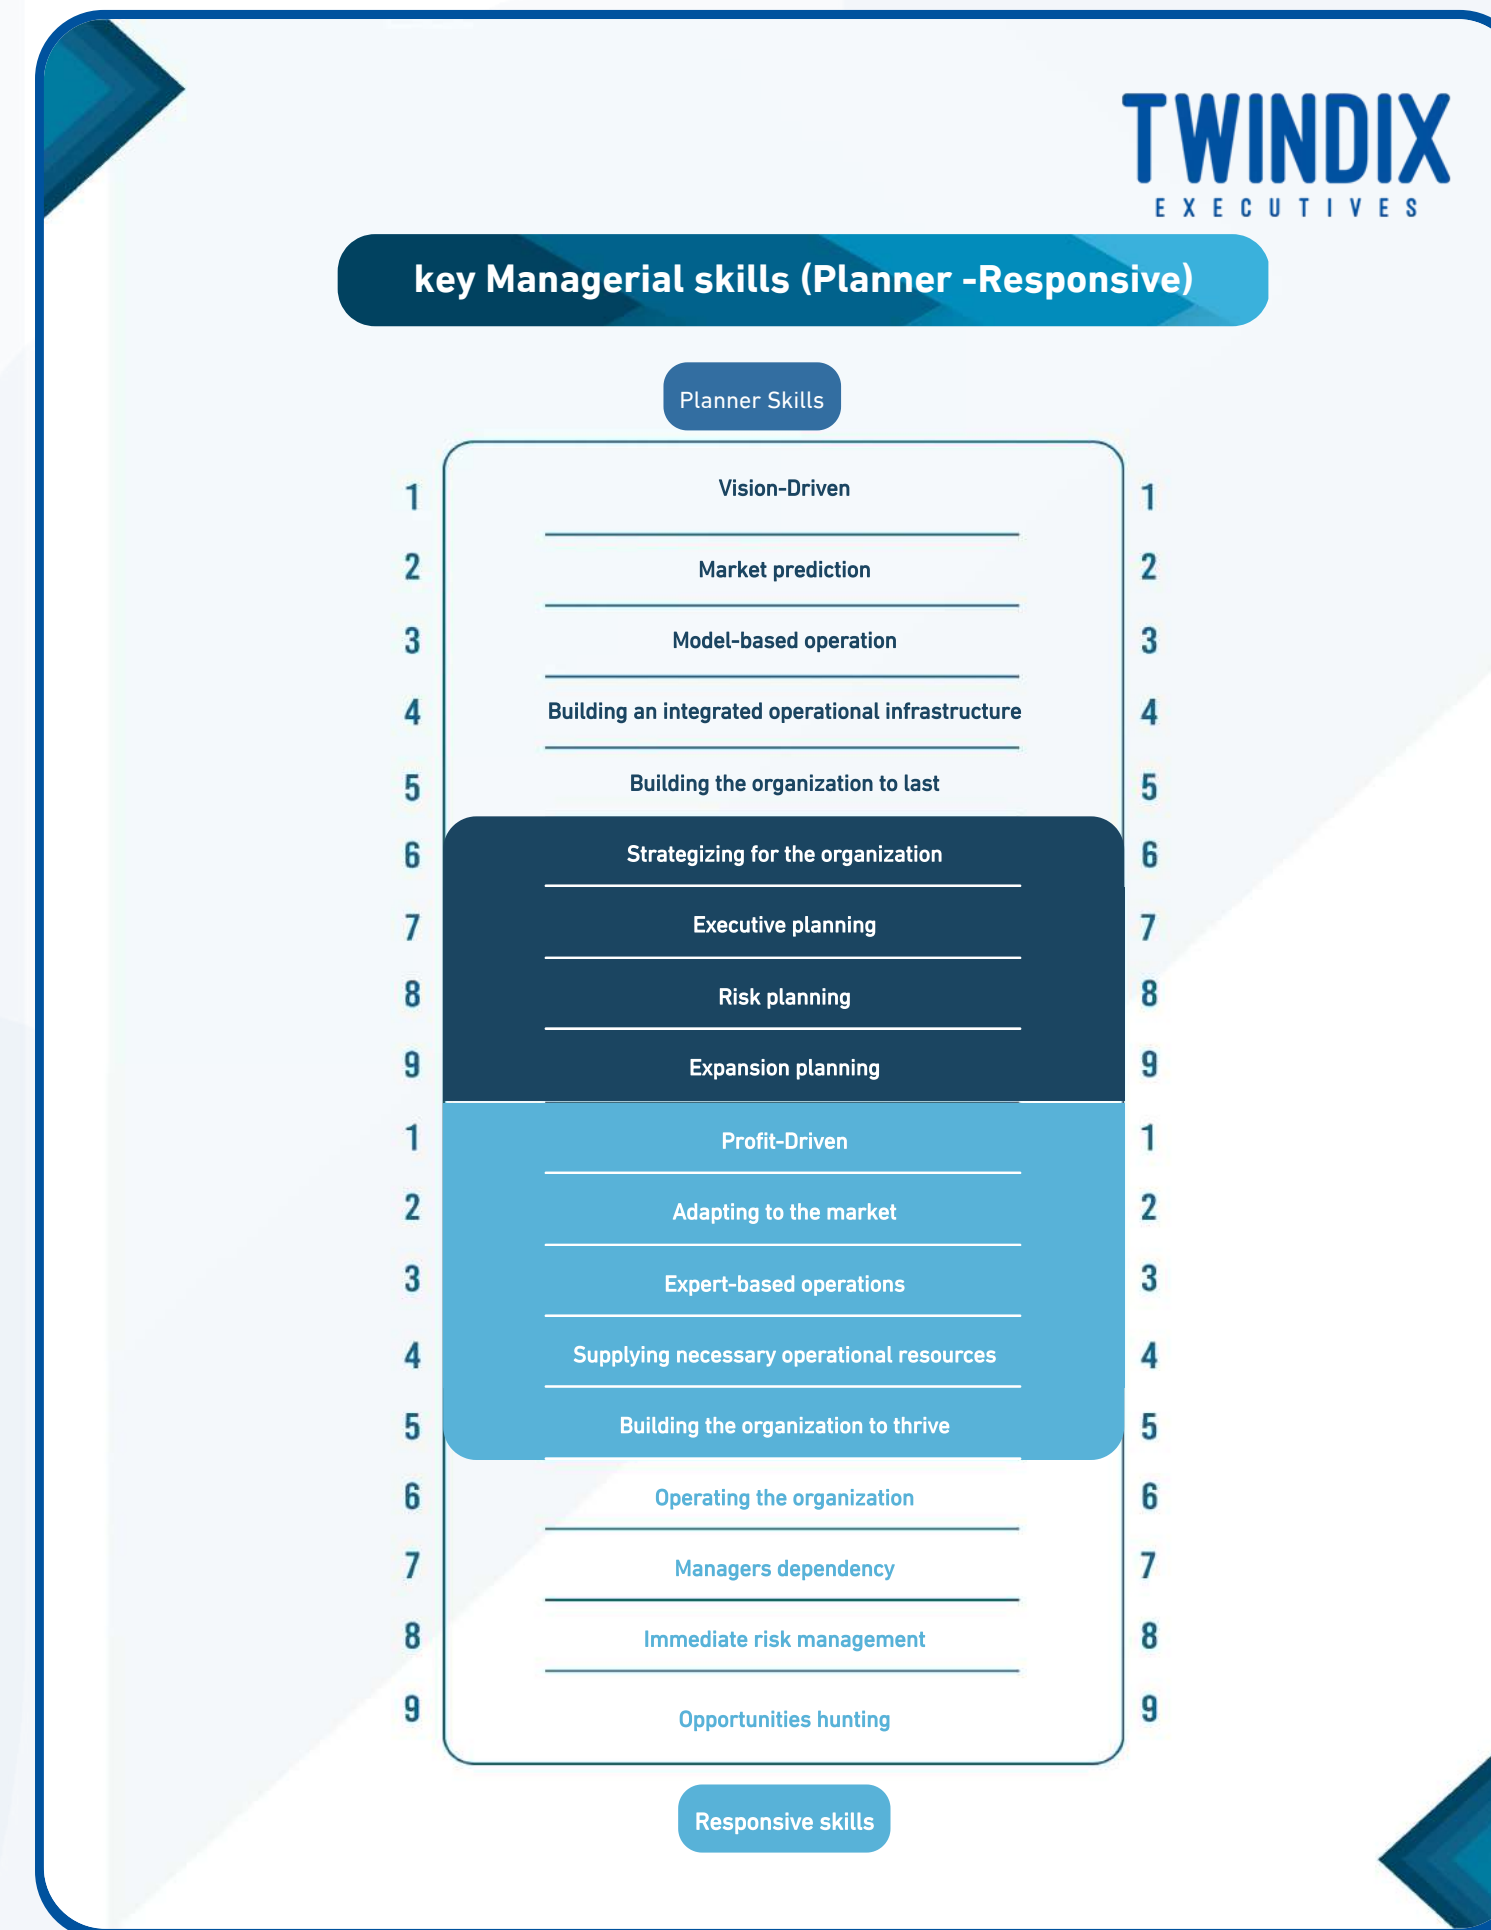 TWINDIX
EXECUTIVES
key Managerial skills (Planner -Responsive)
Planner Skills
1 Vision-Driven 1
2 Market prediction 2
3 Model-based operation 3
4 Building an integrated operational infrastructure 4
5 Building the organization to last 5
6 Strategizing for the organization 6
7 Executive planning 7
8 Risk planning 8
9 Expansion planning 9
1 Profit-Driven 1
2 Adapting to the market 2
3 Expert-based operations 3
4 Supplying necessary operational resources 4
5 Building the organization to thrive 5
6 Operating the organization 6
7 Managers dependency 7
8 Immediate risk management 8
9 Opportunities hunting 9
Responsive skills